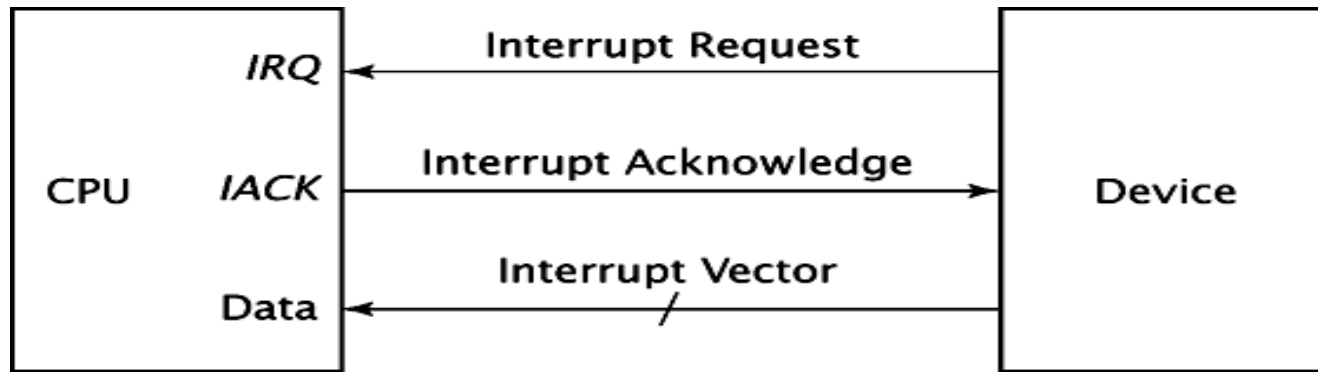 Interrupt Request
IRQ
Interrupt Acknowledge
CPU
IACK
Device
Interrupt Vector
Data